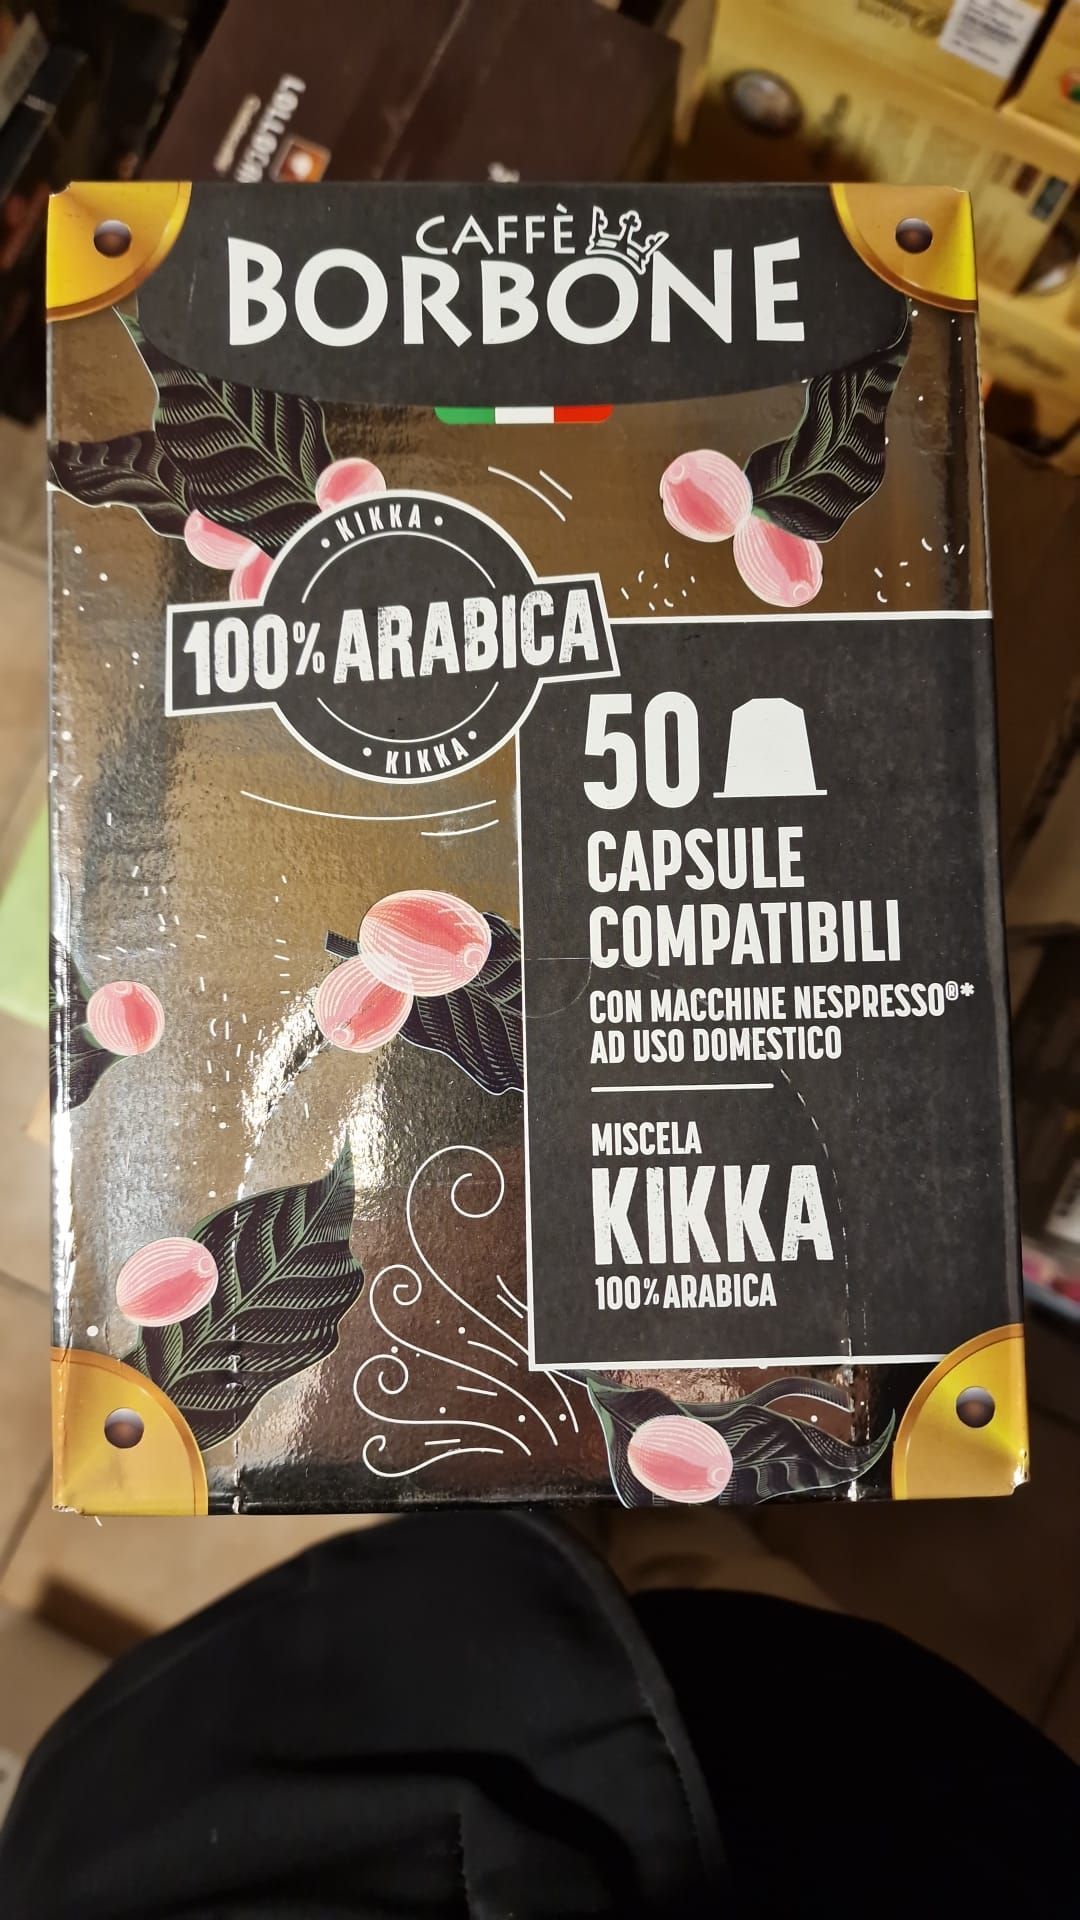 CAFFÈ
BORBONE
• KIKKA •
100% ARABICA
• KIKKA •
50
CAPSULE
COMPATIBILI
CON MACCHINE NESPRESSO®*
AD USO DOMESTICO
MISCELA
KIKKA
100% ARABICA